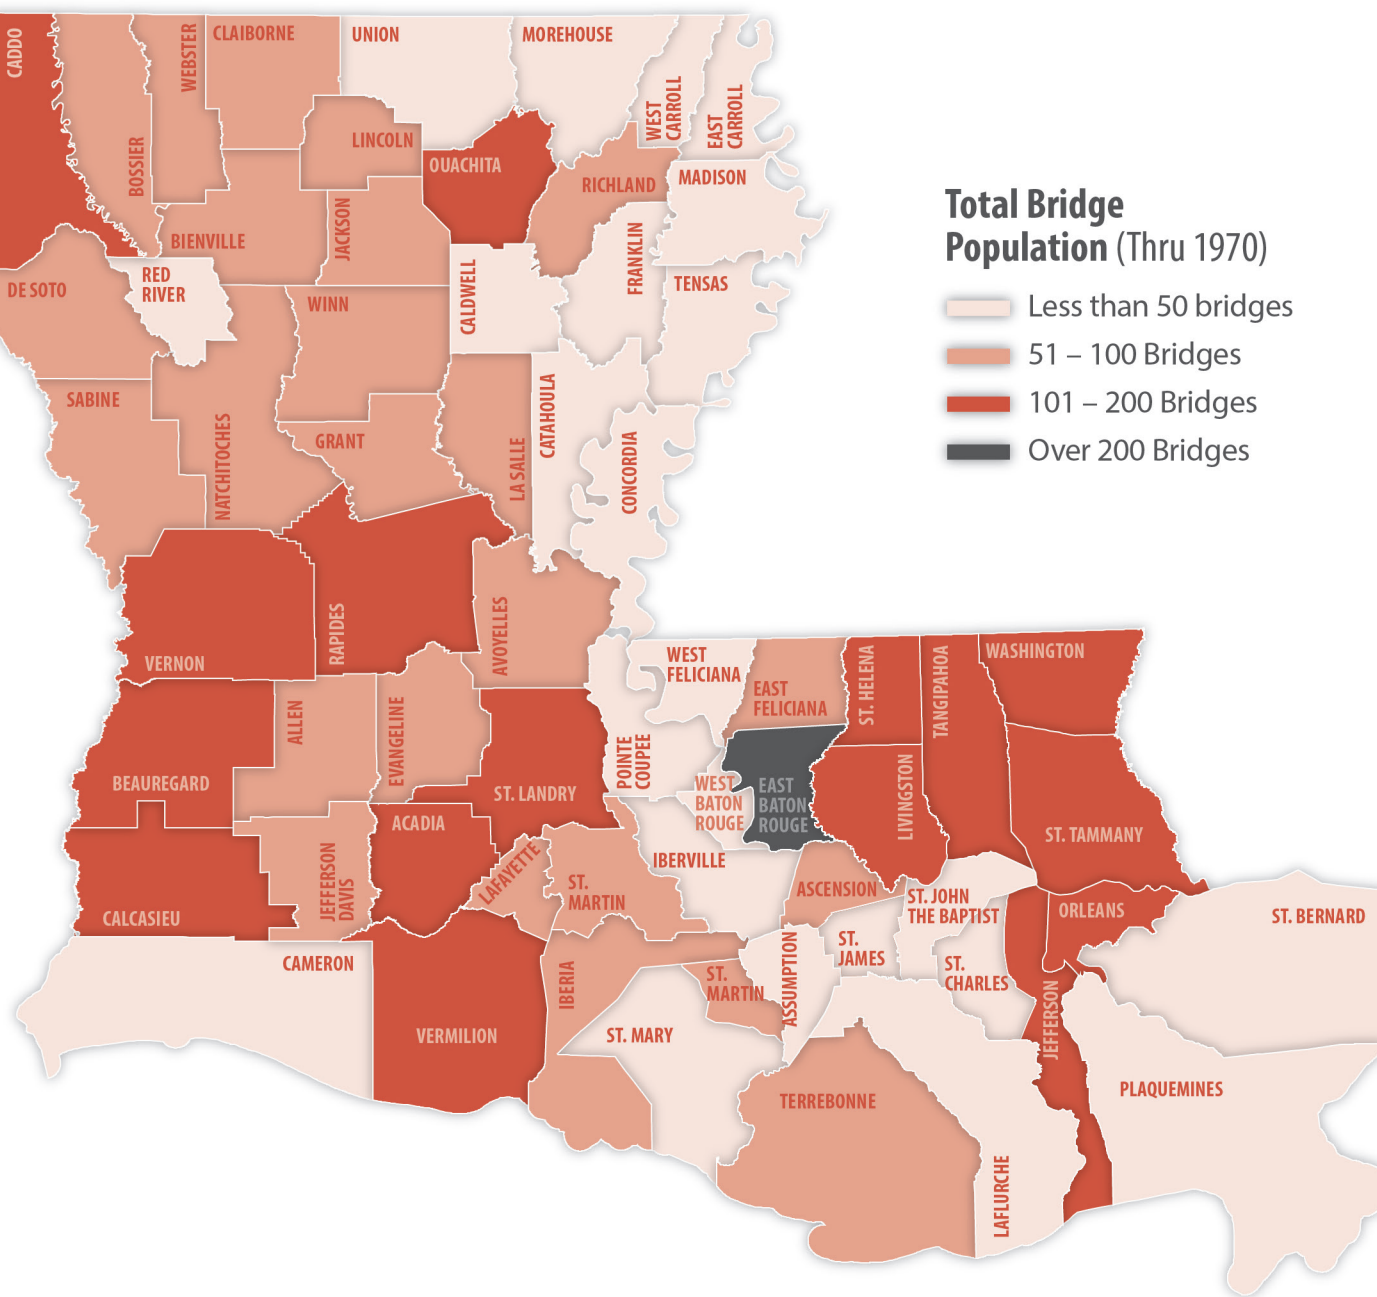 CADDO
BOSSIER
WEBSTER
CLAIBORNE
UNION
MOREHOUSE
WEST
CARROLL
EAST
CARROLL
LINCOLN
OUACHITA
RICHLAND
MADISON
BIENVILLE
JACKSON
FRANKLIN
DE SOTO
RED
RIVER
WINN
CALDWELL
TENSAS
SABINE
NATCHITOCHES
GRANT
LA SALLE
CATAHOULA
CONCORDIA
VERNON
RAPIDES
AVOYELLES
WEST
FELICIANA
EAST
FELICIANA
ST. HELENA
TANGIPAHOA
WASHINGTON
BEAUREGARD
ALLEN
EVANGELINE
ST. LANDRY
POINTE
COUPEE
WEST
BATON
ROUGE
EAST
BATON
ROUGE
LIVINGSTON
ST. TAMMANY
ACADIA
CALCASIEU
JEFFERSON
DAVIS
LAFAYETTE
ST.
MARTIN
IBERVILLE
ASCENSION
ST. JOHN
THE BAPTIST
ORLEANS
ST. BERNARD
CAMERON
VERMILION
IBERIA
ST.
MARTIN
ASSUMPTION
ST.
JAMES
ST.
CHARLES
JEFFERSON
ST. MARY
TERREBONNE
LAFLURCHE
PLAQUEMINES
Total Bridge
Population (Thru 1970)
Less than 50 bridges
51 – 100 Bridges
101 – 200 Bridges
Over 200 Bridges